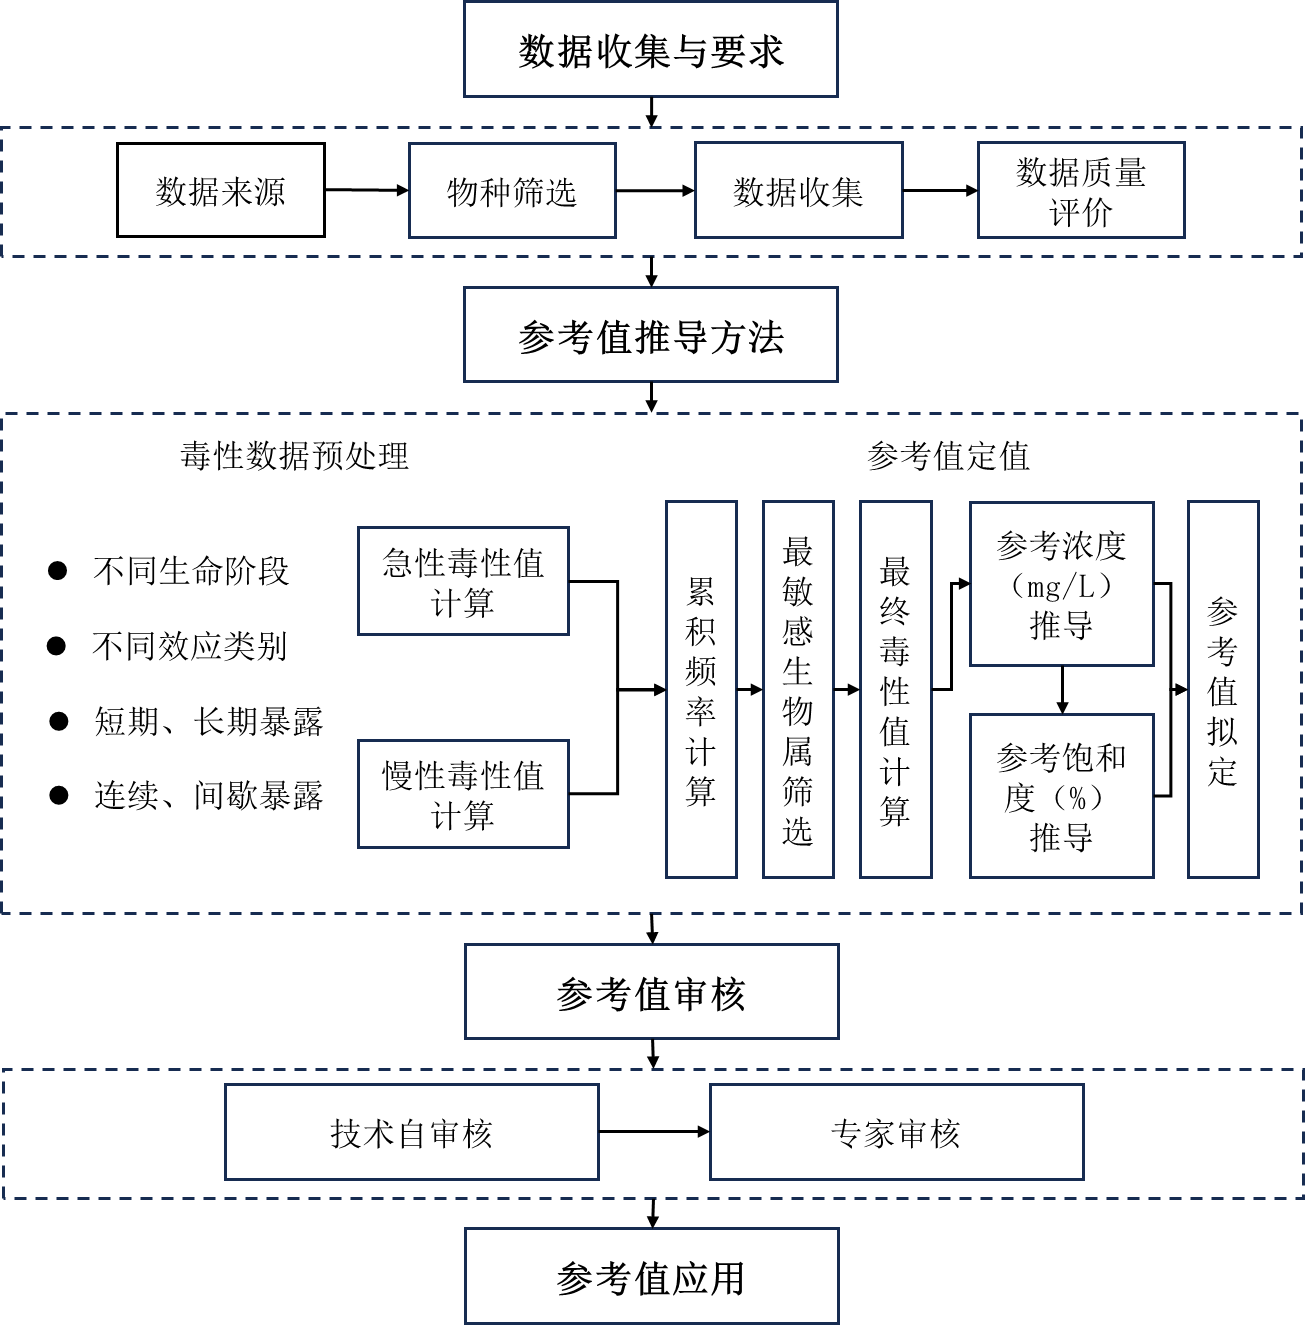 数据收集与要求
数据来源
物种筛选
数据收集
数据质量
评价
参考值推导方法
毒性数据预处理
参考值定值
不同生命阶段
不同效应类别
短期、长期暴露
连续、间歇暴露
急性毒性值
计算
慢性毒性值
计算
累积频率计算
最敏感生物属筛选
最终毒性值计算
参考浓度
（mg/L）
推导
参考饱和
度（%）
推导
参考值拟定
参考值审核
技术自审核
专家审核
参考值应用